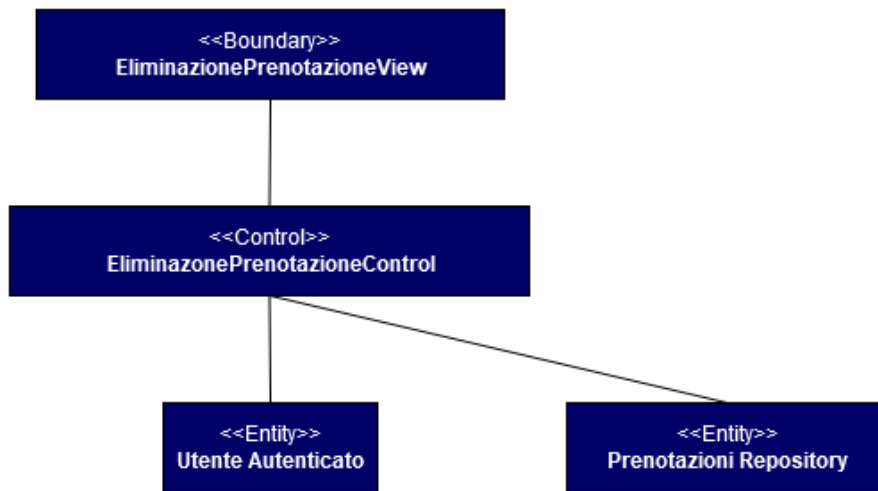 <<Boundary>>
EliminazionePrenotazioneView
<<Control>>
EliminazonePrenotazioneControl
<<Entity>>
Utente Autenticato
<<Entity>>
Prenotazioni Repository